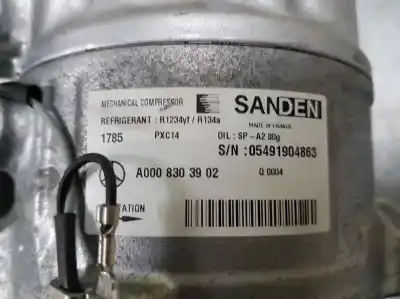 MECHANICAL COMPRESSOR
SANDEN
REFRIGERANT : R1234yf / R134a
MADE IN FRANCE
1785 PXC14 OIL : SP-A2 80g
S/N :05491904863
A000 830 39 02 Q 0004